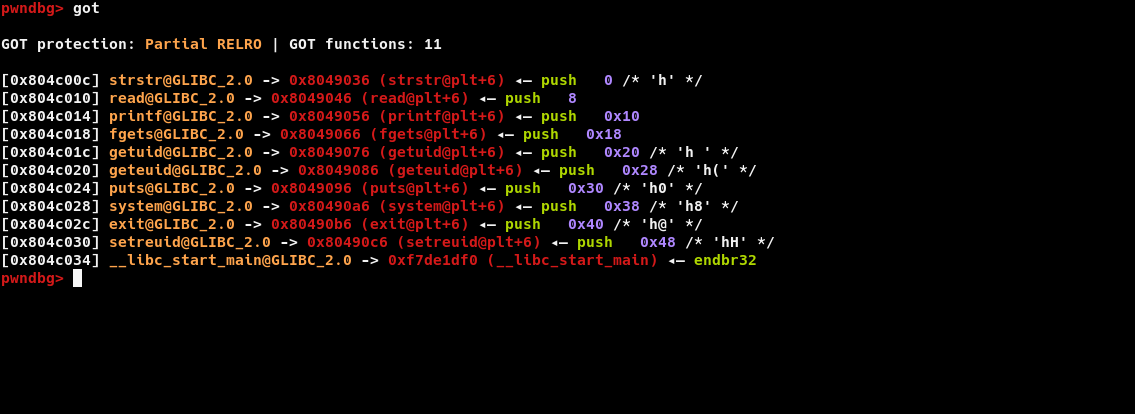 pwndbg> got
GOT protection: Partial RELRO | GOT functions: 11
[0x804c00c] strstr@GLIBC_2.0 -> 0x8049036 (strstr@plt+6) ◂— push   0 /* 'h' */
[0x804c010] read@GLIBC_2.0 -> 0x8049046 (read@plt+6) ◂— push   8
[0x804c014] printf@GLIBC_2.0 -> 0x8049056 (printf@plt+6) ◂— push   0x10
[0x804c018] fgets@GLIBC_2.0 -> 0x8049066 (fgets@plt+6) ◂— push   0x18
[0x804c01c] getuid@GLIBC_2.0 -> 0x8049076 (getuid@plt+6) ◂— push   0x20 /* 'h ' */
[0x804c020] geteuid@GLIBC_2.0 -> 0x8049086 (geteuid@plt+6) ◂— push   0x28 /* 'h(' */
[0x804c024] puts@GLIBC_2.0 -> 0x8049096 (puts@plt+6) ◂— push   0x30 /* 'h0' */
[0x804c028] system@GLIBC_2.0 -> 0x80490a6 (system@plt+6) ◂— push   0x38 /* 'h8' */
[0x804c02c] exit@GLIBC_2.0 -> 0x80490b6 (exit@plt+6) ◂— push   0x40 /* 'h@' */
[0x804c030] setreuid@GLIBC_2.0 -> 0x80490c6 (setreuid@plt+6) ◂— push   0x48 /* 'hH' */
[0x804c034] __libc_start_main@GLIBC_2.0 -> 0xf7de1df0 (__libc_start_main) ◂— endbr32
pwndbg>